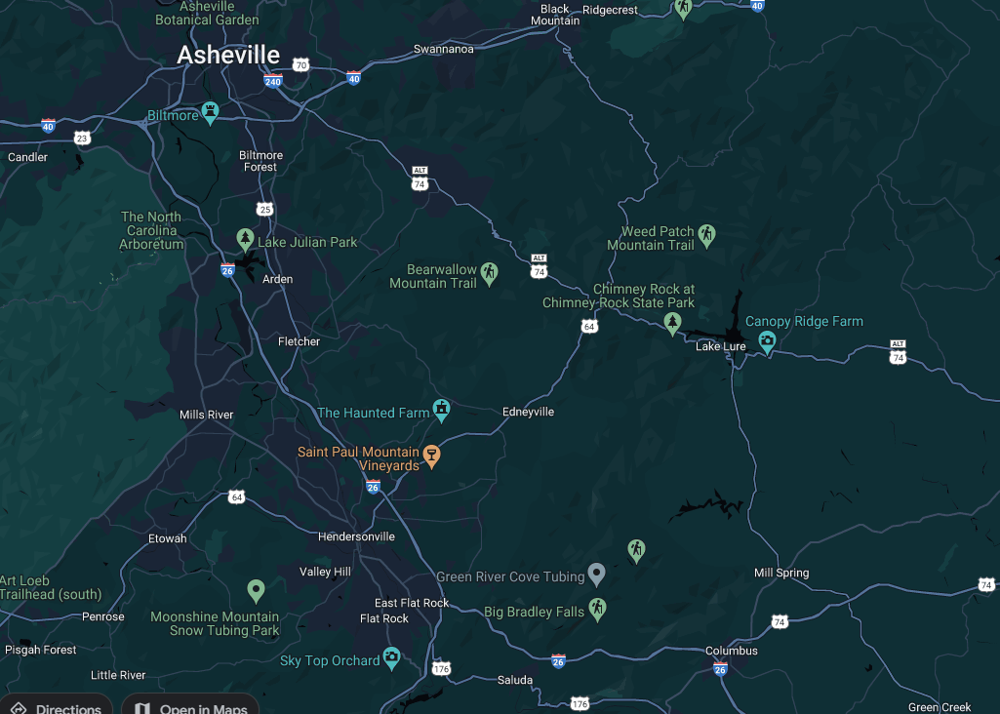 Asheville
Botanical Garden
Black
Mountain
Ridgecrest
40
Asheville
Swannanoa
70
240
40
Biltmore
40
23
Candler
Biltmore
Forest
ALT
74
25
The North
Carolina
Arboretum
Lake Julian Park
Weed Patch
Mountain Trail
26
Arden
Bearwallow
Mountain Trail
ALT
74
Chimney Rock at
Chimney Rock State Park
64
Canopy Ridge Farm
Fletcher
Lake Lure
ALT
74
Mills River
The Haunted Farm
Edneyville
Saint Paul Mountain
Vineyards
26
64
Etowah
Hendersonville
Valley Hill
Green River Cove Tubing
Mill Spring
Art Loeb
Trailhead (south)
74
Penrose
Moonshine Mountain
Snow Tubing Park
East Flat Rock
Flat Rock
Big Bradley Falls
74
Pisgah Forest
Sky Top Orchard
26
Columbus
26
Little River
176
Saluda
176
Green Creek
Directions
Open in Maps